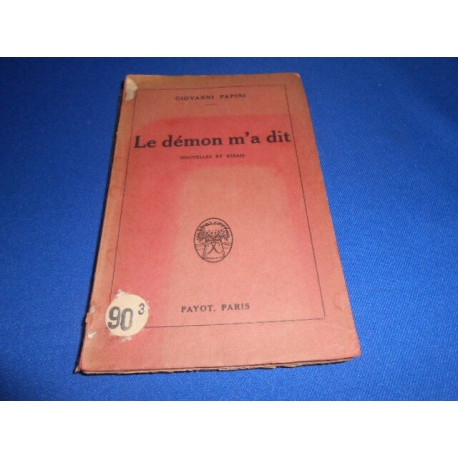 GIOVANNI PAPINI
Le démon m'a dit
NOUVELLES ET ESSAIS
PAYOT, PARIS
90 3